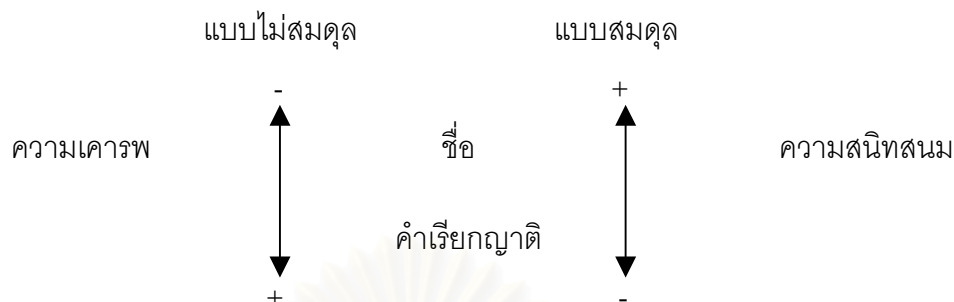 แบบไม่สมดุล แบบสมดุล
- +
ความเคารพ ชื่อ ความสนิทสนม
คำเรียกญาติ
+ -